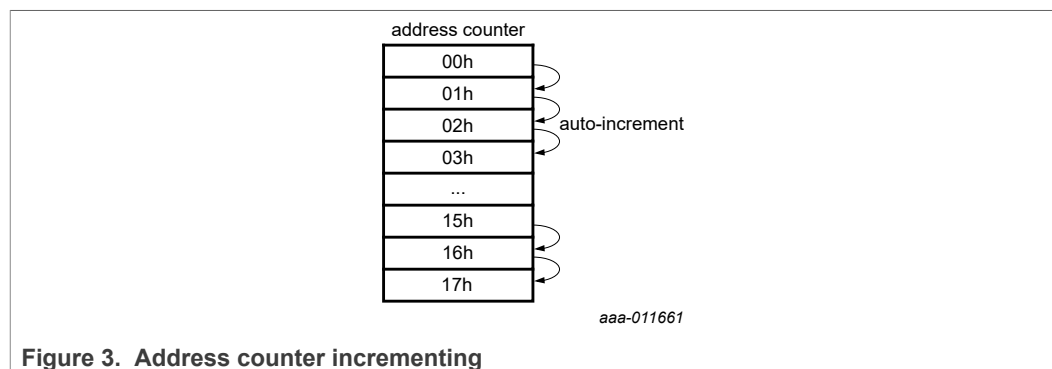 address counter
00h
01h
02h
auto-increment
03h
...
15h
16h
17h
aaa-011661
Figure 3. Address counter incrementing